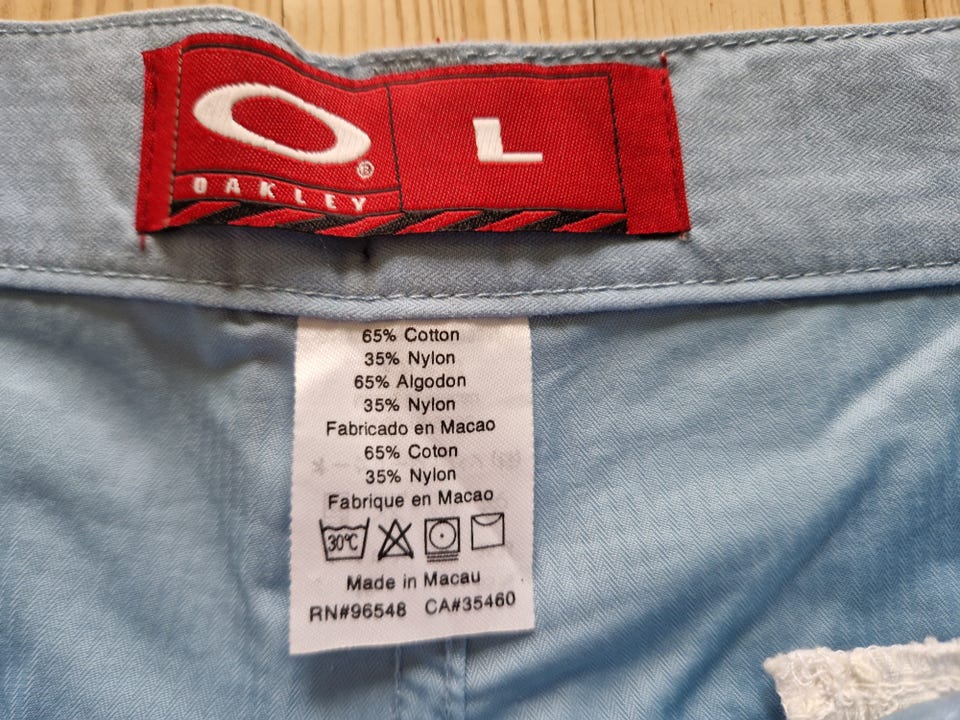 OAKLEY
®
L
65% Cotton
35% Nylon
65% Algodon
35% Nylon
Fabricado en Macao
65% Coton
35% Nylon
Fabrique en Macao
30°C
Made in Macau
RN#96548 CA#35460